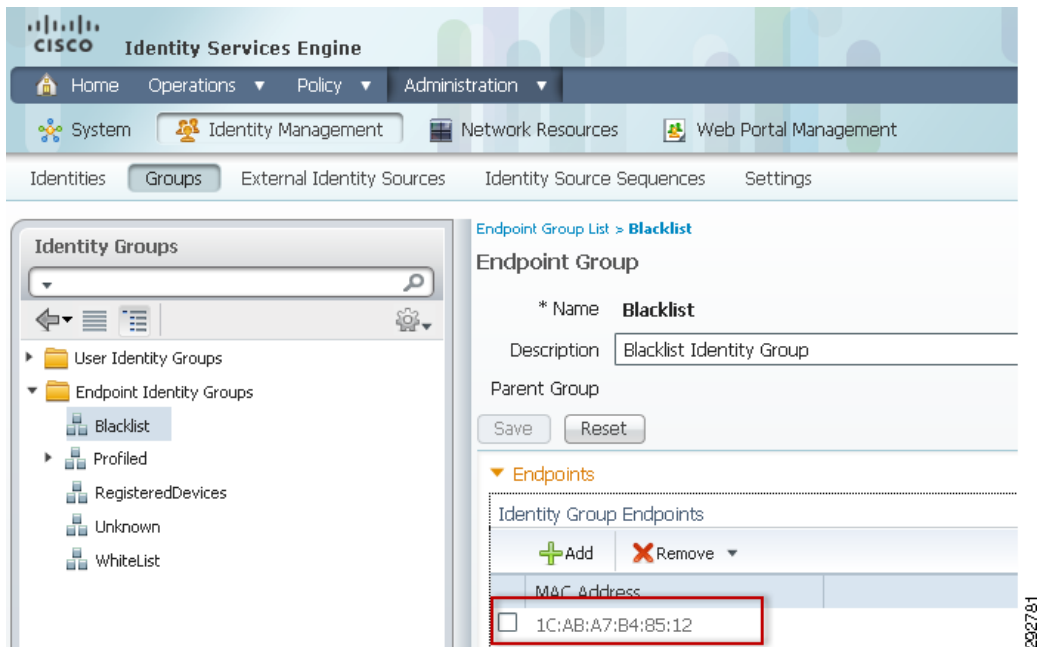 CISCO Identity Services Engine
Home Operations Policy Administration
System Identity Management Network Resources Web Portal Management
Identities Groups External Identity Sources Identity Source Sequences Settings
Identity Groups
User Identity Groups
Endpoint Identity Groups
Blacklist
Profiled
RegisteredDevices
Unknown
WhiteList
Endpoint Group List > Blacklist
Endpoint Group
* Name Blacklist
Description Blacklist Identity Group
Parent Group
Save Reset
Endpoints
Identity Group Endpoints
Add Remove
MAC Address
1C:AB:A7:B4:85:12
292781